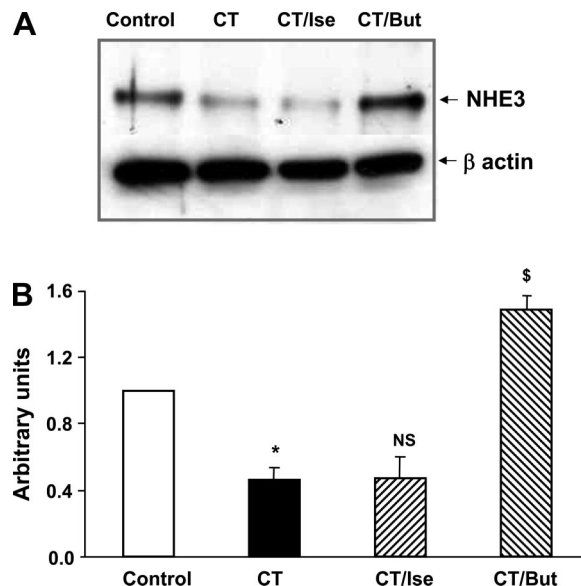 A
Control CT CT/Ise CT/But
← NHE3
← β actin
B
Arbitrary units
1.6
1.2
0.8
0.4
0.0
*
NS
$
Control CT CT/Ise CT/But